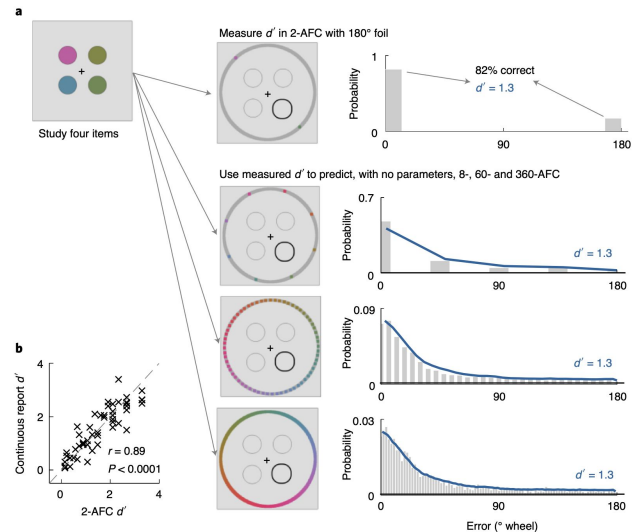 a
Measure d′ in 2-AFC with 180° foil
Study four items
+
+
Probability
1
0
82% correct
d′ = 1.3
0
90
180
Use measured d′ to predict, with no parameters, 8-, 60- and 360-AFC
+
Probability
0.7
0
d′ = 1.3
0
90
180
+
Probability
0.09
0
d′ = 1.3
0
90
180
+
Probability
0.03
0
d′ = 1.3
0
90
180
Error (° wheel)
b
Continuous report d′
4
2
0
r = 0.89
P < 0.0001
0
2
4
2-AFC d′